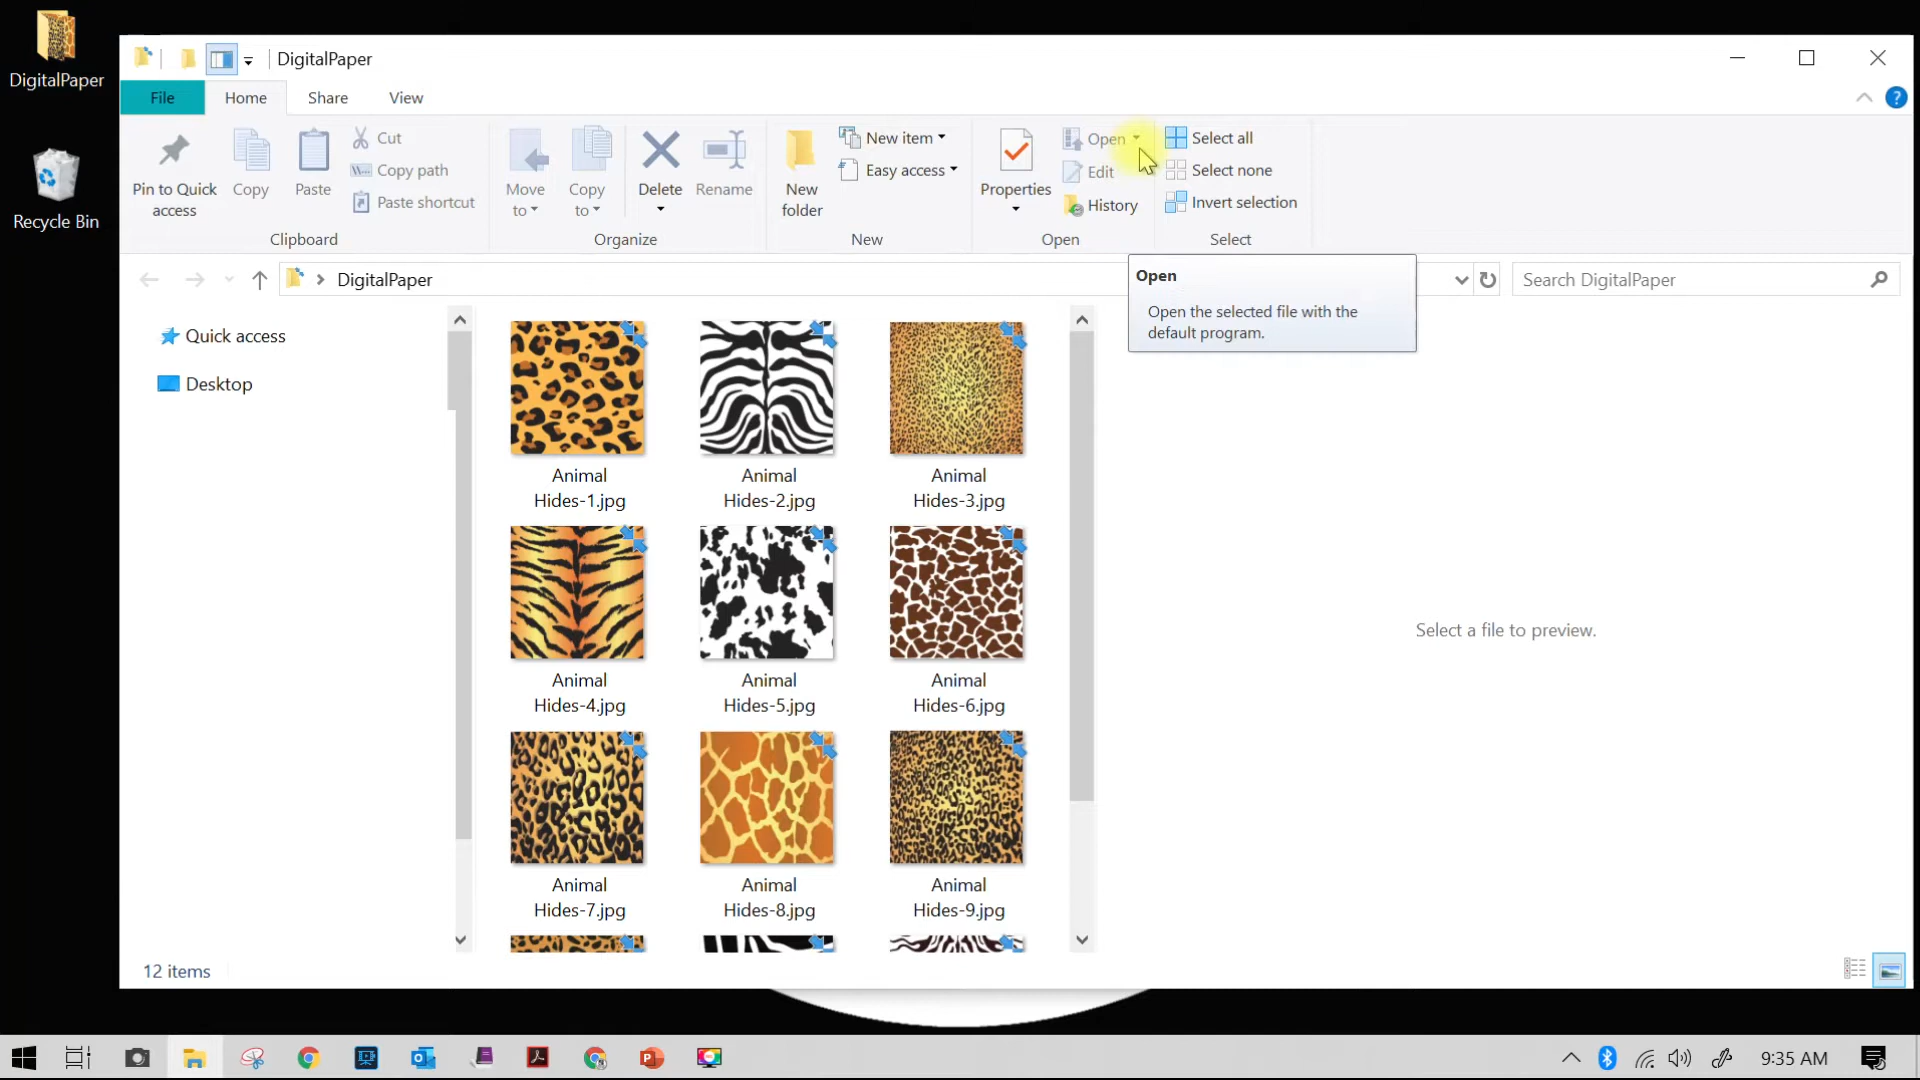 DigitalPaper
Recycle Bin
DigitalPaper
File
Home
Share
View
?
Pin to Quick
access
Copy
Paste
Cut
Copy path
Paste shortcut
Clipboard
Move
to
Copy
to
Delete
Rename
Organize
New
folder
New item
Easy access
New
Properties
Open
Edit
History
Open
Select all
Select none
Invert selection
Select
DigitalPaper
Search DigitalPaper
Open
Open the selected file with the
default program.
Quick access
Desktop
Animal
Hides-1.jpg
Animal
Hides-2.jpg
Animal
Hides-3.jpg
Animal
Hides-4.jpg
Animal
Hides-5.jpg
Animal
Hides-6.jpg
Animal
Hides-7.jpg
Animal
Hides-8.jpg
Animal
Hides-9.jpg
Select a file to preview.
12 items
9:35 AM